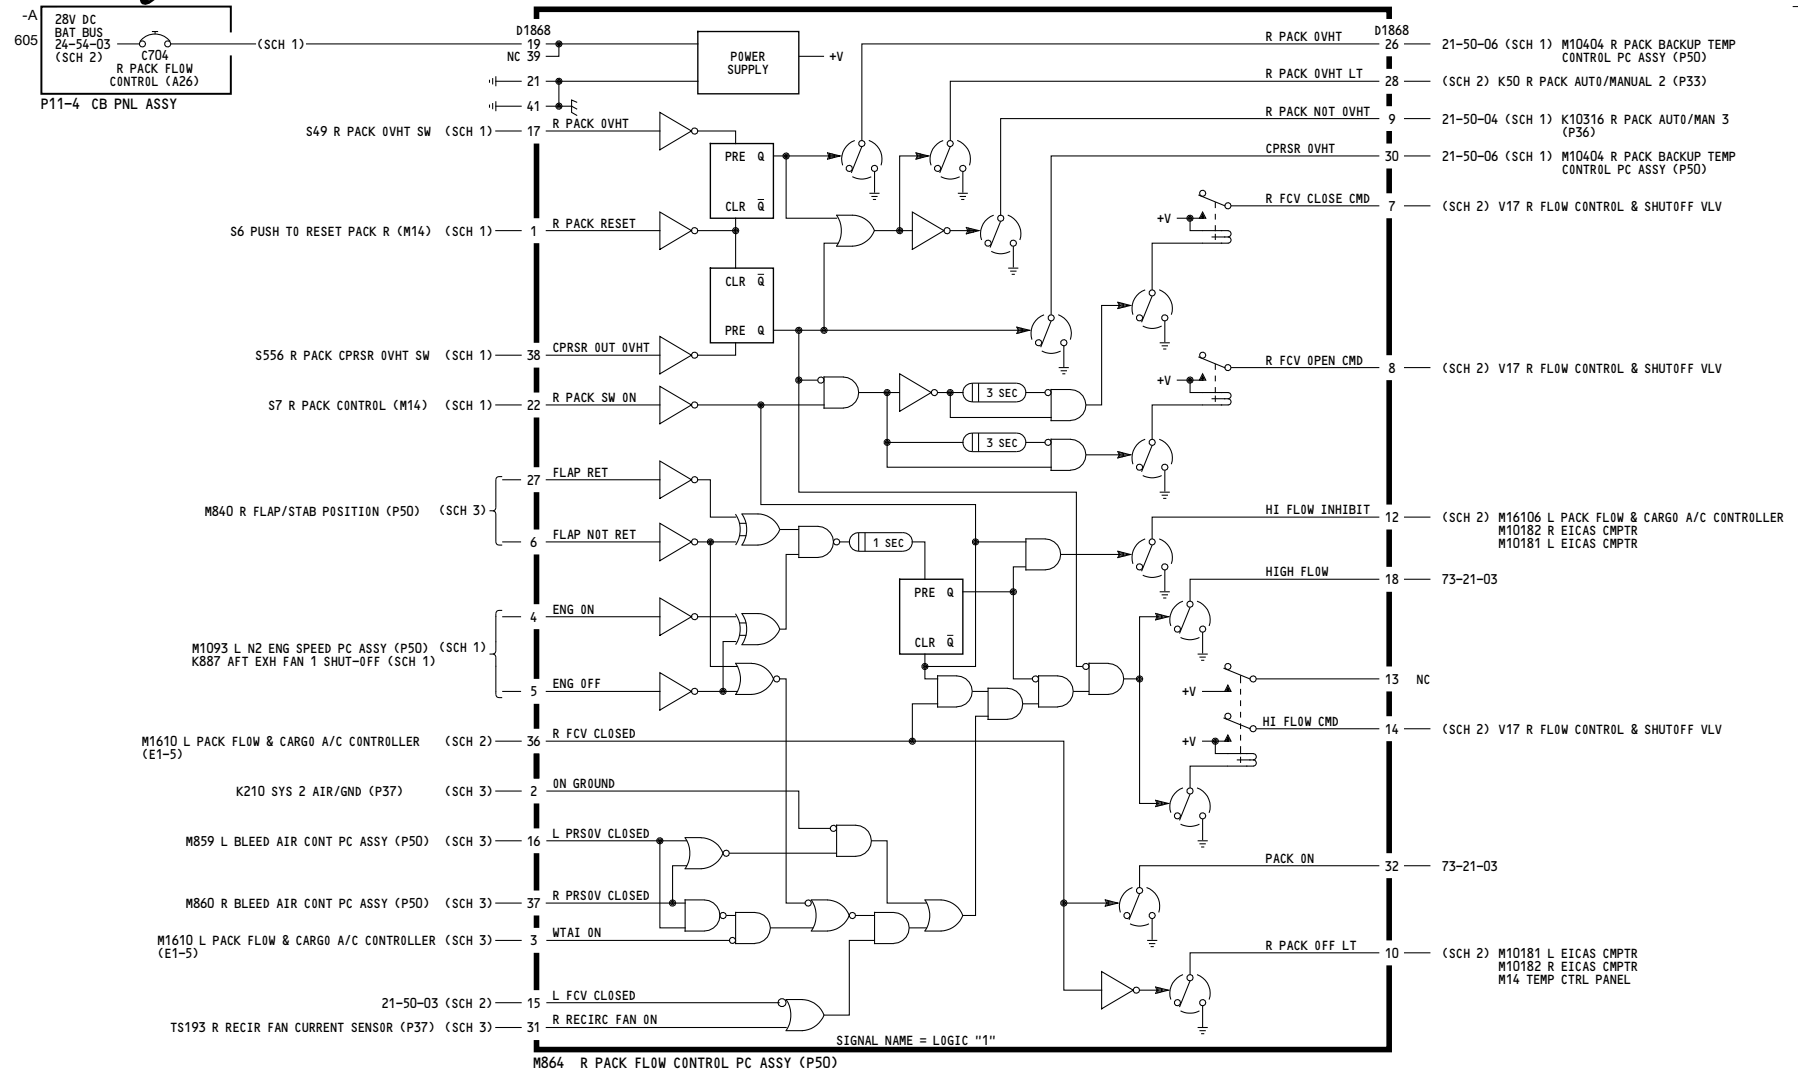 -A
605
28V DC
BAT BUS
24-54-03
(SCH 2)
C704
R PACK FLOW
CONTROL (A26)
P11-4 CB PNL ASSY
(SCH 1)
D1868
19
NC 39
21
41
POWER
SUPPLY
+V
S49 R PACK OVHT SW (SCH 1) 17 R PACK OVHT
PRE Q
CLR Q̅
S6 PUSH TO RESET PACK R (M14) (SCH 1) 1 R PACK RESET
CLR Q̅
PRE Q
S556 R PACK CPRSR OVHT SW (SCH 1) 38 CPRSR OUT OVHT
S7 R PACK CONTROL (M14) (SCH 1) 22 R PACK SW ON
3 SEC
3 SEC
27 FLAP RET
M840 R FLAP/STAB POSITION (P50) (SCH 3)
6 FLAP NOT RET
1 SEC
PRE Q
CLR Q̅
4 ENG ON
M1093 L N2 ENG SPEED PC ASSY (P50) (SCH 1)
K887 AFT EXH FAN 1 SHUT-OFF (SCH 1)
5 ENG OFF
M1610 L PACK FLOW & CARGO A/C CONTROLLER (SCH 2) 36 R FCV CLOSED
(E1-5)
K210 SYS 2 AIR/GND (P37) (SCH 3) 2 ON GROUND
M859 L BLEED AIR CONT PC ASSY (P50) (SCH 3) 16 L PRSOV CLOSED
M860 R BLEED AIR CONT PC ASSY (P50) (SCH 3) 37 R PRSOV CLOSED
M1610 L PACK FLOW & CARGO A/C CONTROLLER (SCH 3) 3 WTAI ON
(E1-5)
21-50-03 (SCH 2) 15 L FCV CLOSED
TS193 R RECIR FAN CURRENT SENSOR (P37) (SCH 3) 31 R RECIRC FAN ON
D1868
R PACK OVHT 26 21-50-06 (SCH 1) M10404 R PACK BACKUP TEMP
CONTROL PC ASSY (P50)
R PACK OVHT LT 28 (SCH 2) K50 R PACK AUTO/MANUAL 2 (P33)
R PACK NOT OVHT 9 21-50-04 (SCH 1) K10316 R PACK AUTO/MAN 3
(P36)
CPRSR OVHT 30 21-50-06 (SCH 1) M10404 R PACK BACKUP TEMP
CONTROL PC ASSY (P50)
+V
R FCV CLOSE CMD 7 (SCH 2) V17 R FLOW CONTROL & SHUTOFF VLV
+V
R FCV OPEN CMD 8 (SCH 2) V17 R FLOW CONTROL & SHUTOFF VLV
HI FLOW INHIBIT 12 (SCH 2) M16106 L PACK FLOW & CARGO A/C CONTROLLER
M10182 R EICAS CMPTR
M10181 L EICAS CMPTR
HIGH FLOW 18 73-21-03
+V
13 NC
+V
HI FLOW CMD 14 (SCH 2) V17 R FLOW CONTROL & SHUTOFF VLV
PACK ON 32 73-21-03
R PACK OFF LT 10 (SCH 2) M10181 L EICAS CMPTR
M10182 R EICAS CMPTR
M14 TEMP CTRL PANEL
SIGNAL NAME = LOGIC "1"
M864 R PACK FLOW CONTROL PC ASSY (P50)